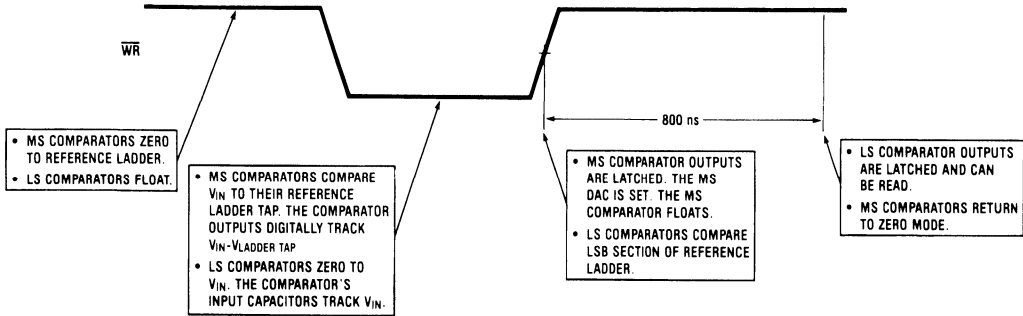 WR
800 ns
• MS COMPARATORS ZERO
TO REFERENCE LADDER.
• LS COMPARATORS FLOAT.
• MS COMPARATORS COMPARE
VIN TO THEIR REFERENCE
LADDER TAP. THE COMPARATOR
OUTPUTS DIGITALLY TRACK
VIN-VLADDER TAP
• LS COMPARATORS ZERO TO
VIN. THE COMPARATOR'S
INPUT CAPACITORS TRACK VIN.
• MS COMPARATOR OUTPUTS
ARE LATCHED. THE MS
DAC IS SET. THE MS
COMPARATOR FLOATS.
• LS COMPARATORS COMPARE
LSB SECTION OF REFERENCE
LADDER.
• LS COMPARATOR OUTPUTS
ARE LATCHED AND CAN
BE READ.
• MS COMPARATORS RETURN
TO ZERO MODE.